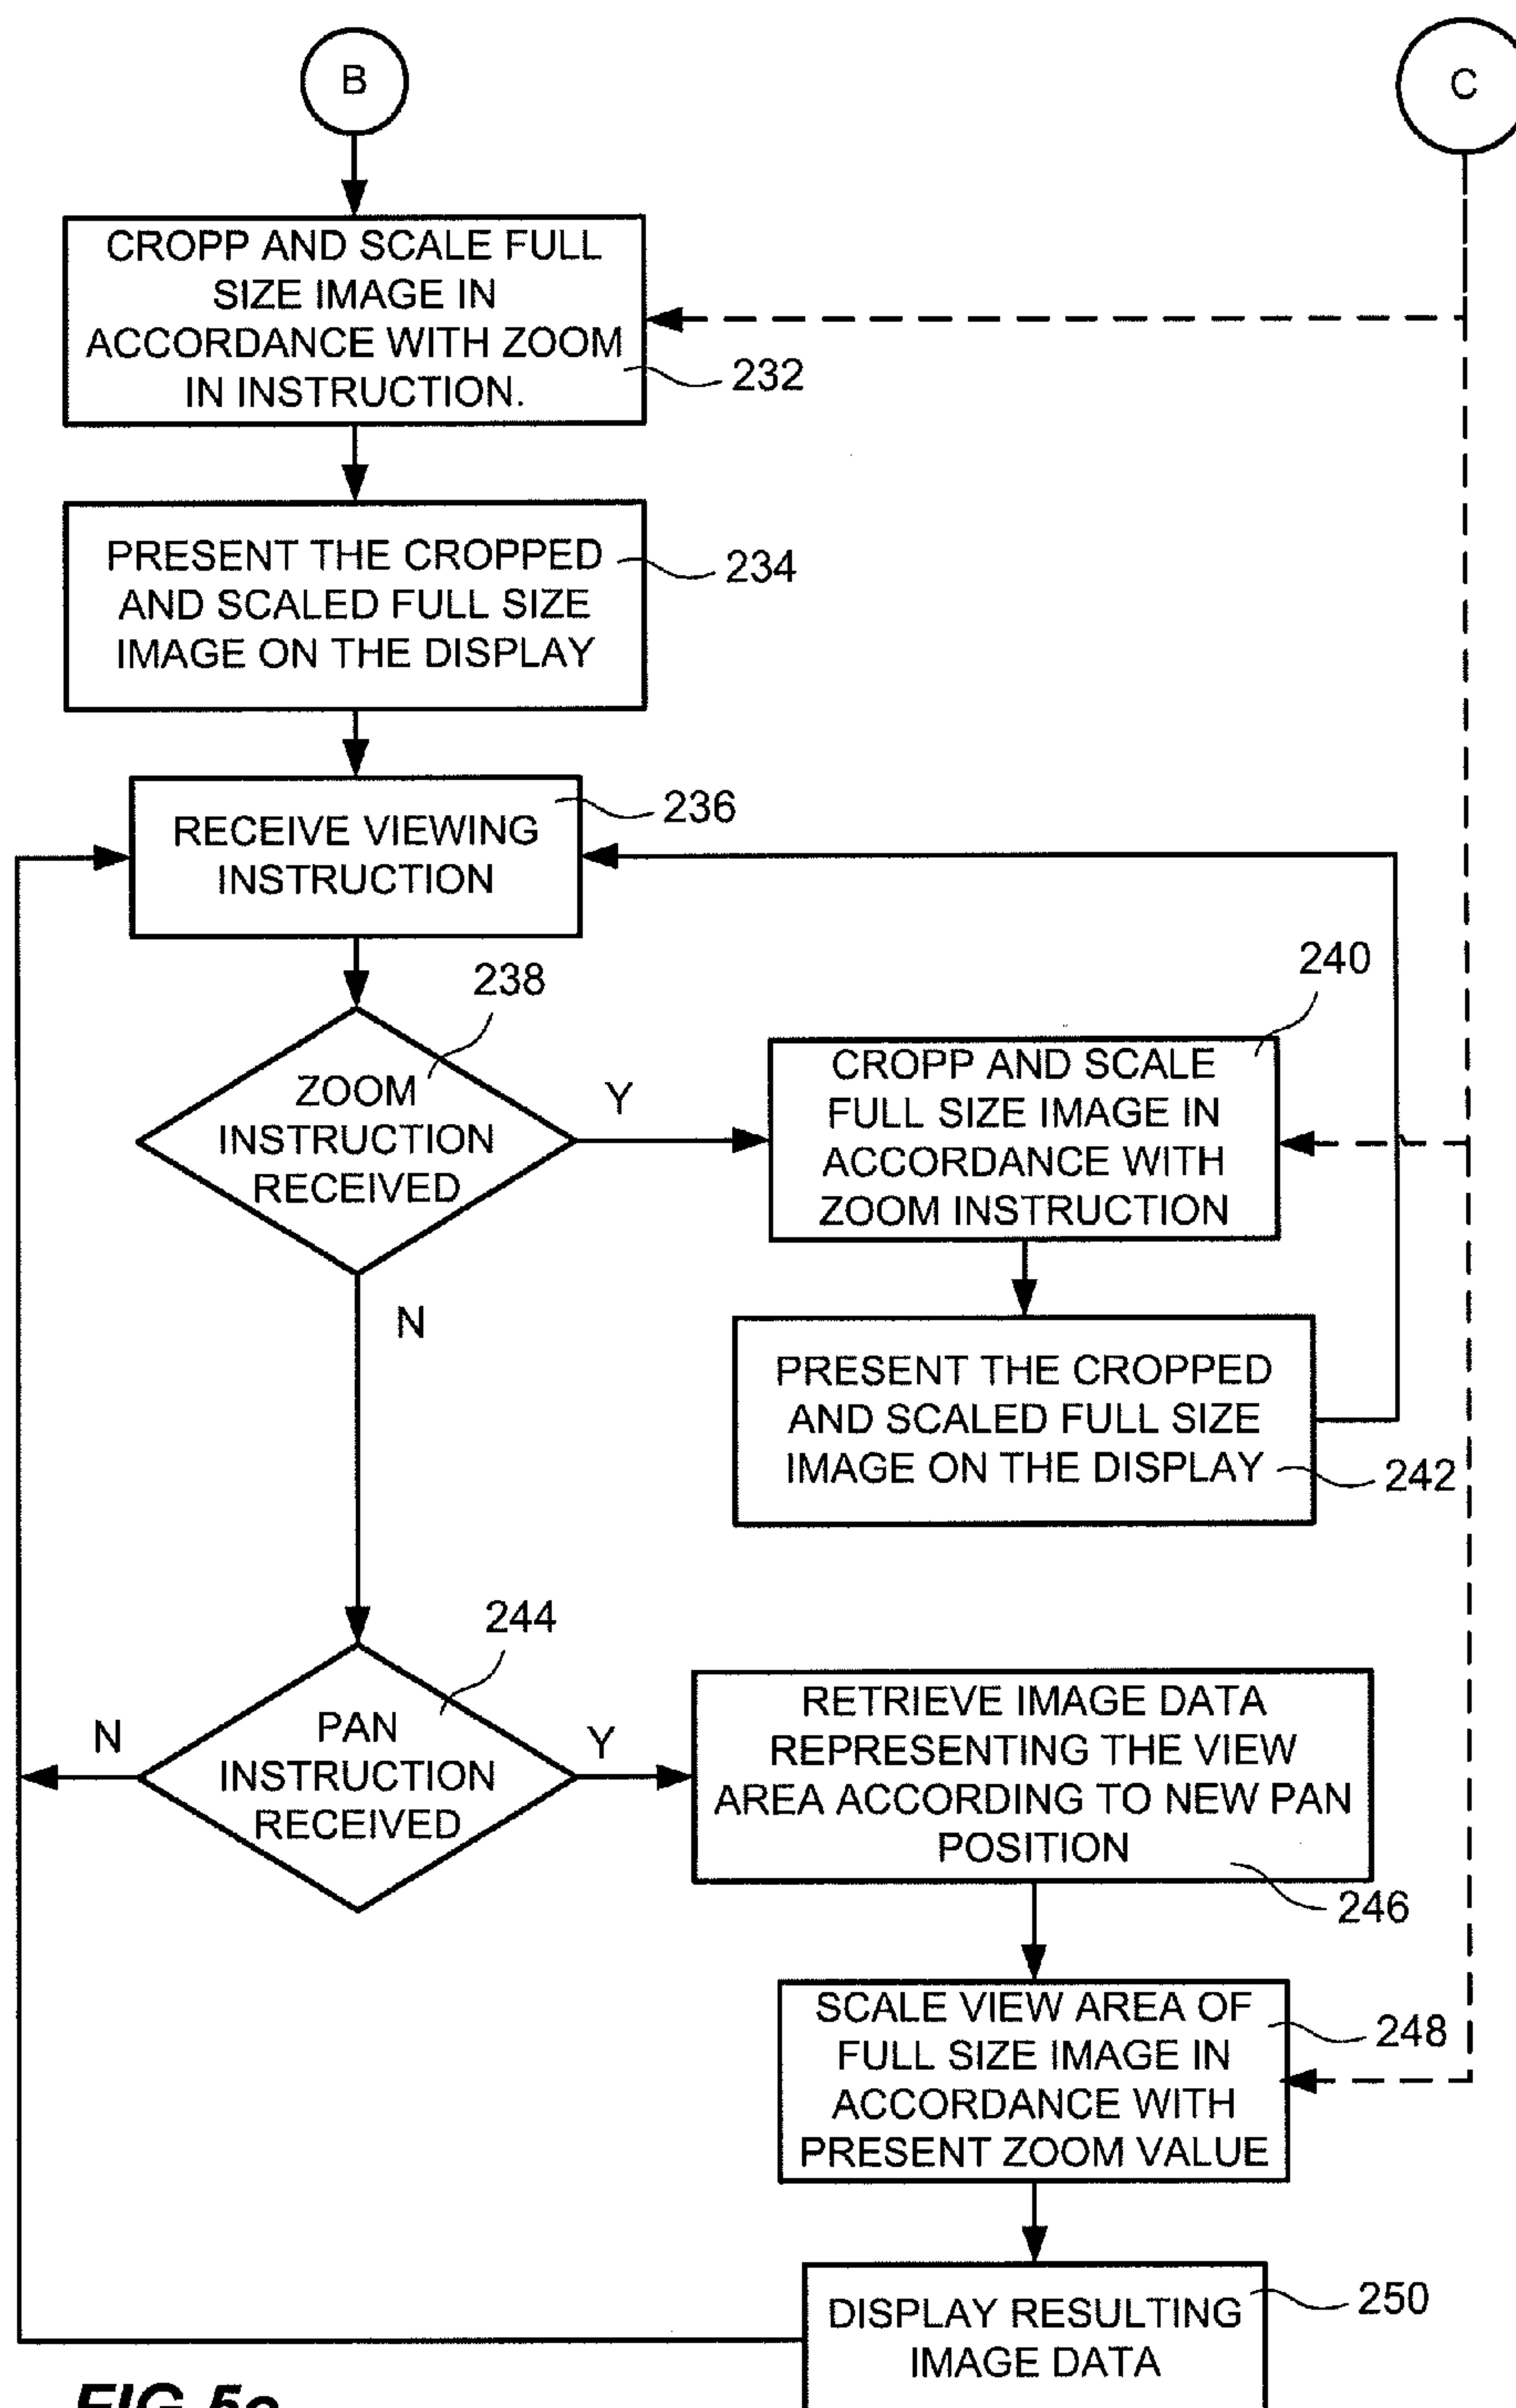 B
C
CROPP AND SCALE FULL
SIZE IMAGE IN
ACCORDANCE WITH ZOOM
IN INSTRUCTION.
232
PRESENT THE CROPPED
AND SCALED FULL SIZE
IMAGE ON THE DISPLAY
234
RECEIVE VIEWING
INSTRUCTION
236
238
ZOOM
INSTRUCTION
RECEIVED
Y
N
240
CROPP AND SCALE
FULL SIZE IMAGE IN
ACCORDANCE WITH
ZOOM INSTRUCTION
PRESENT THE CROPPED
AND SCALED FULL SIZE
IMAGE ON THE DISPLAY
242
244
PAN
INSTRUCTION
RECEIVED
N
Y
RETRIEVE IMAGE DATA
REPRESENTING THE VIEW
AREA ACCORDING TO NEW PAN
POSITION
246
SCALE VIEW AREA OF
FULL SIZE IMAGE IN
ACCORDANCE WITH
PRESENT ZOOM VALUE
248
DISPLAY RESULTING
IMAGE DATA
250
FIG 5c